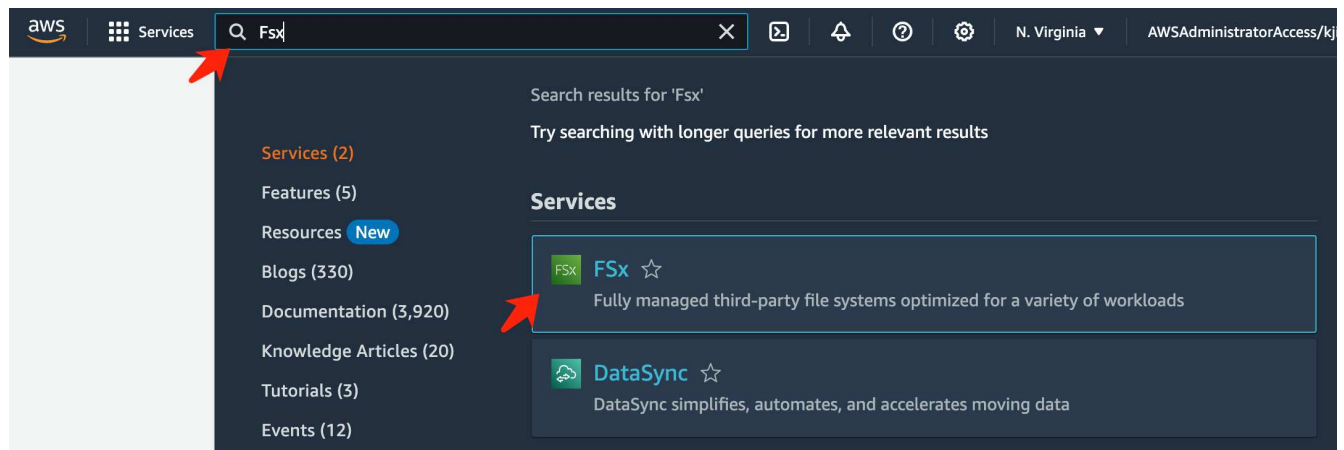 aws Services Fsx N. Virginia ▼ AWSAdministratorAccess/kji
Search results for 'Fsx'
Try searching with longer queries for more relevant results
Services (2)
Features (5)
Resources New
Blogs (330)
Documentation (3,920)
Knowledge Articles (20)
Tutorials (3)
Events (12)
Services
FSx FSx
Fully managed third-party file systems optimized for a variety of workloads
DataSync
DataSync simplifies, automates, and accelerates moving data